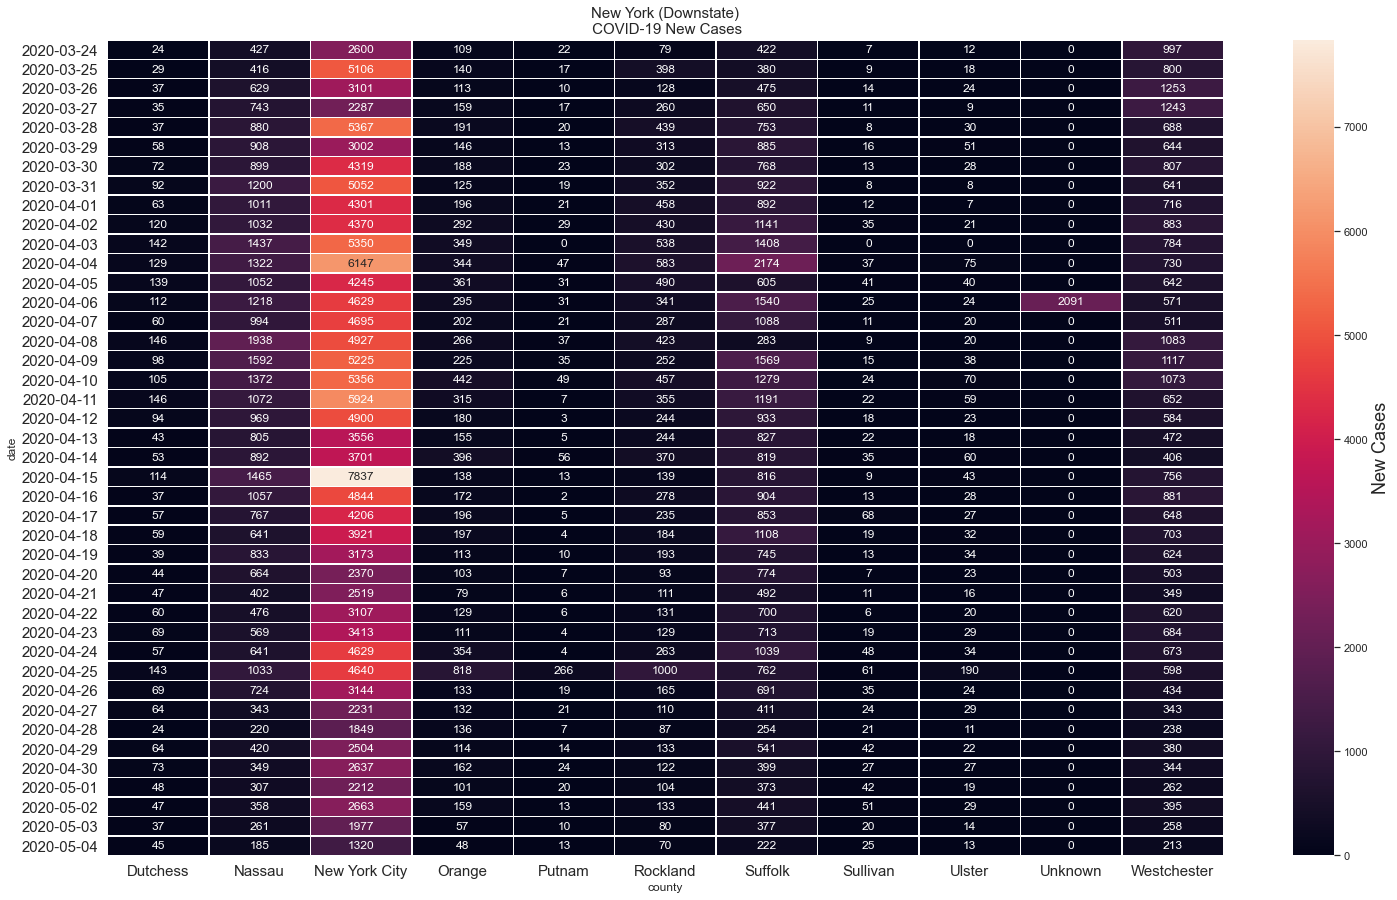 New York (Downstate)
COVID-19 New Cases
2020-03-24 24 427 2600 109 22 79 422 7 12 0 997
2020-03-25 29 416 5106 140 17 398 380 9 18 0 800
2020-03-26 37 629 3101 113 10 128 475 14 24 0 1253
2020-03-27 35 743 2287 159 17 260 650 11 9 0 1243
2020-03-28 37 880 5367 191 20 439 753 8 30 0 688
2020-03-29 58 908 3002 146 13 313 885 16 51 0 644
2020-03-30 72 899 4319 188 23 302 768 13 28 0 807
2020-03-31 92 1200 5052 125 19 352 922 8 8 0 641
2020-04-01 63 1011 4301 196 21 458 892 12 7 0 716
2020-04-02 120 1032 4370 292 29 430 1141 35 21 0 883
2020-04-03 142 1437 5350 349 0 538 1408 0 0 0 784
2020-04-04 129 1322 6147 344 47 583 2174 37 75 0 730
2020-04-05 139 1052 4245 361 31 490 605 41 40 0 642
2020-04-06 112 1218 4629 295 31 341 1540 25 24 2091 571
2020-04-07 60 994 4695 202 21 287 1088 11 20 0 511
2020-04-08 146 1938 4927 266 37 423 283 9 20 0 1083
2020-04-09 98 1592 5225 225 35 252 1569 15 38 0 1117
2020-04-10 105 1372 5356 442 49 457 1279 24 70 0 1073
2020-04-11 146 1072 5924 315 7 355 1191 22 59 0 652
2020-04-12 94 969 4900 180 3 244 933 18 23 0 584
2020-04-13 43 805 3556 155 5 244 827 22 18 0 472
2020-04-14 53 892 3701 396 56 370 819 35 60 0 406
2020-04-15 114 1465 7837 138 13 139 816 9 43 0 756
2020-04-16 37 1057 4844 172 2 278 904 13 28 0 881
2020-04-17 57 767 4206 196 5 235 853 68 27 0 648
2020-04-18 59 641 3921 197 4 184 1108 19 32 0 703
2020-04-19 39 833 3173 113 10 193 745 13 34 0 624
2020-04-20 44 664 2370 103 7 93 774 7 23 0 503
2020-04-21 47 402 2519 79 6 111 492 11 16 0 349
2020-04-22 60 476 3107 129 6 131 700 6 20 0 620
2020-04-23 69 569 3413 111 4 129 713 19 29 0 684
2020-04-24 57 641 4629 354 4 263 1039 48 34 0 673
2020-04-25 143 1033 4640 818 266 1000 762 61 190 0 598
2020-04-26 69 724 3144 133 19 165 691 35 24 0 434
2020-04-27 64 343 2231 132 21 110 411 24 29 0 343
2020-04-28 24 220 1849 136 7 87 254 21 11 0 238
2020-04-29 64 420 2504 114 14 133 541 42 22 0 380
2020-04-30 73 349 2637 162 24 122 399 27 27 0 344
2020-05-01 48 307 2212 101 20 104 373 42 19 0 262
2020-05-02 47 358 2663 159 13 133 441 51 29 0 395
2020-05-03 37 261 1977 57 10 80 377 20 14 0 258
2020-05-04 45 185 1320 48 13 70 222 25 13 0 213
Dutchess Nassau New York City Orange Putnam Rockland Suffolk Sullivan Ulster Unknown Westchester
county
date
7000
6000
5000
4000
3000
2000
1000
0
New Cases